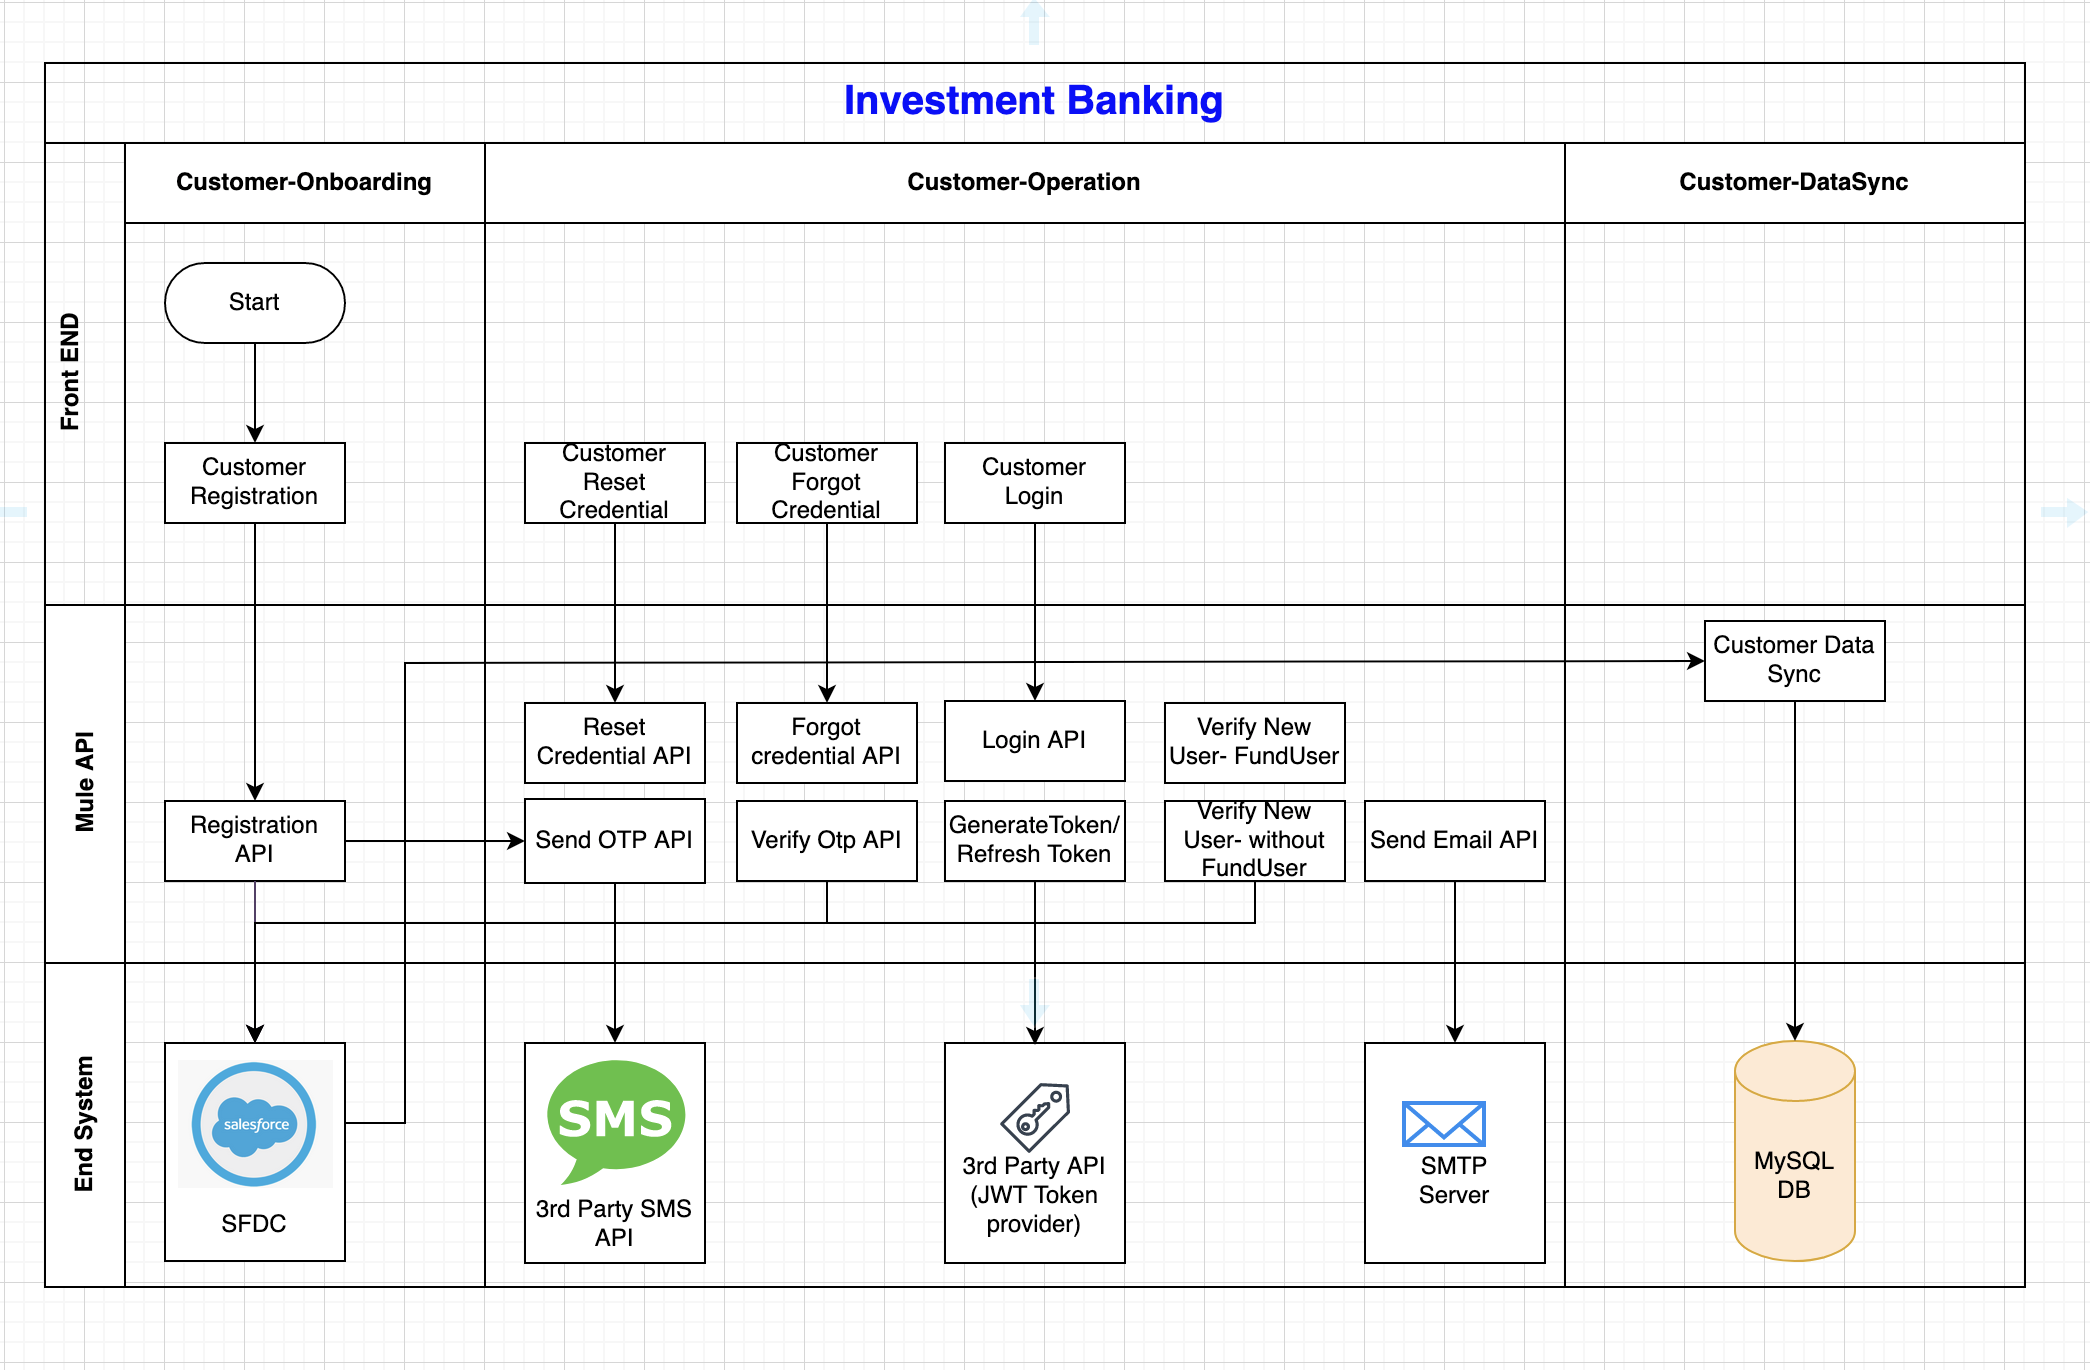 Investment Banking
Customer-Onboarding
Customer-Operation
Customer-DataSync
Front END
Start
Customer
Registration
Customer
Reset
Credential
Customer
Forgot
Credential
Customer
Login
Mule API
Customer Data
Sync
Reset
Credential API
Forgot
credential API
Login API
Verify New
User- FundUser
Registration
API
Send OTP API
Verify Otp API
GenerateToken/
Refresh Token
Verify New
User- without
FundUser
Send Email API
End System
salesforce
SFDC
SMS
3rd Party SMS
API
3rd Party API
(JWT Token
provider)
SMTP
Server
MySQL
DB